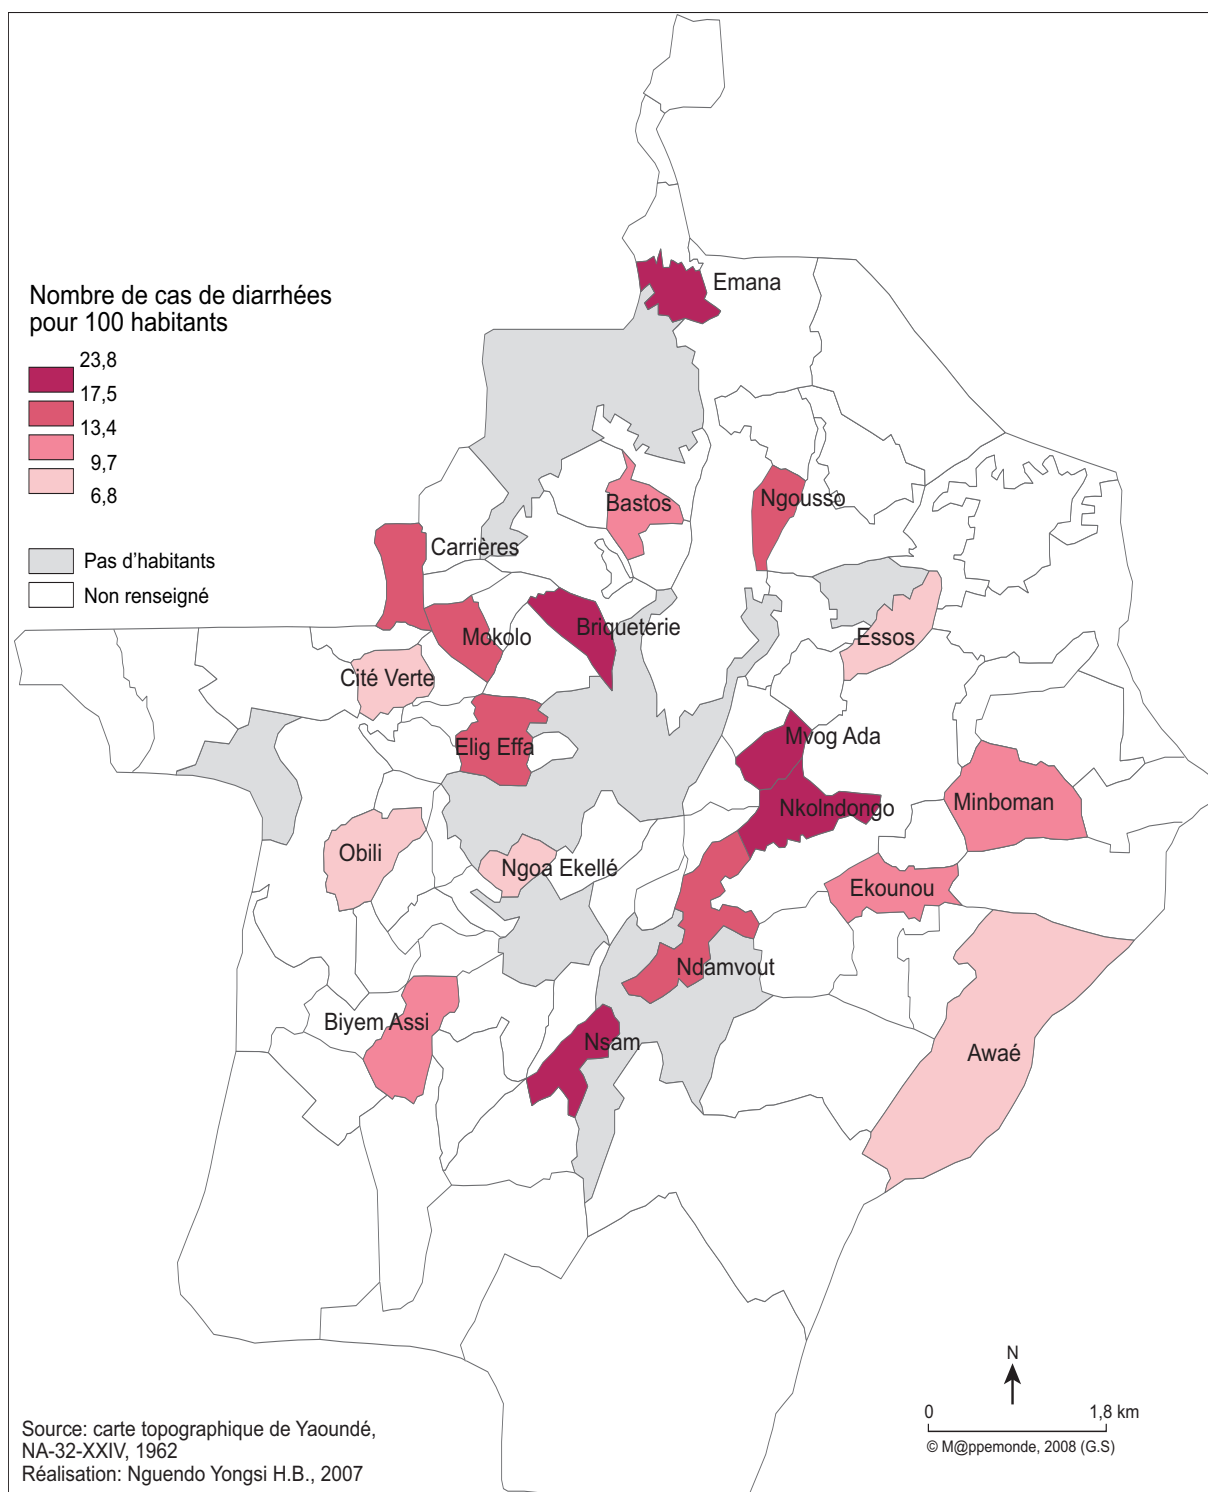 Emana
Nombre de cas de diarrhées
pour 100 habitants
23,8
17,5
13,4
9,7
6,8
Pas d'habitants
Non renseigné
Bastos
Ngousso
Carrières
Briqueterie
Mokolo
Essos
Cité Verte
Elig Effa
Mvog Ada
Nkolndongo
Minboman
Obili
Ngoa Ekellé
Ekounou
Ndamvout
Biyem Assi
Nsam
Awaé
N
0 1,8 km
© M@ppemonde, 2008 (G.S)
Source: carte topographique de Yaoundé,
NA-32-XXIV, 1962
Réalisation: Nguendo Yongsi H.B., 2007